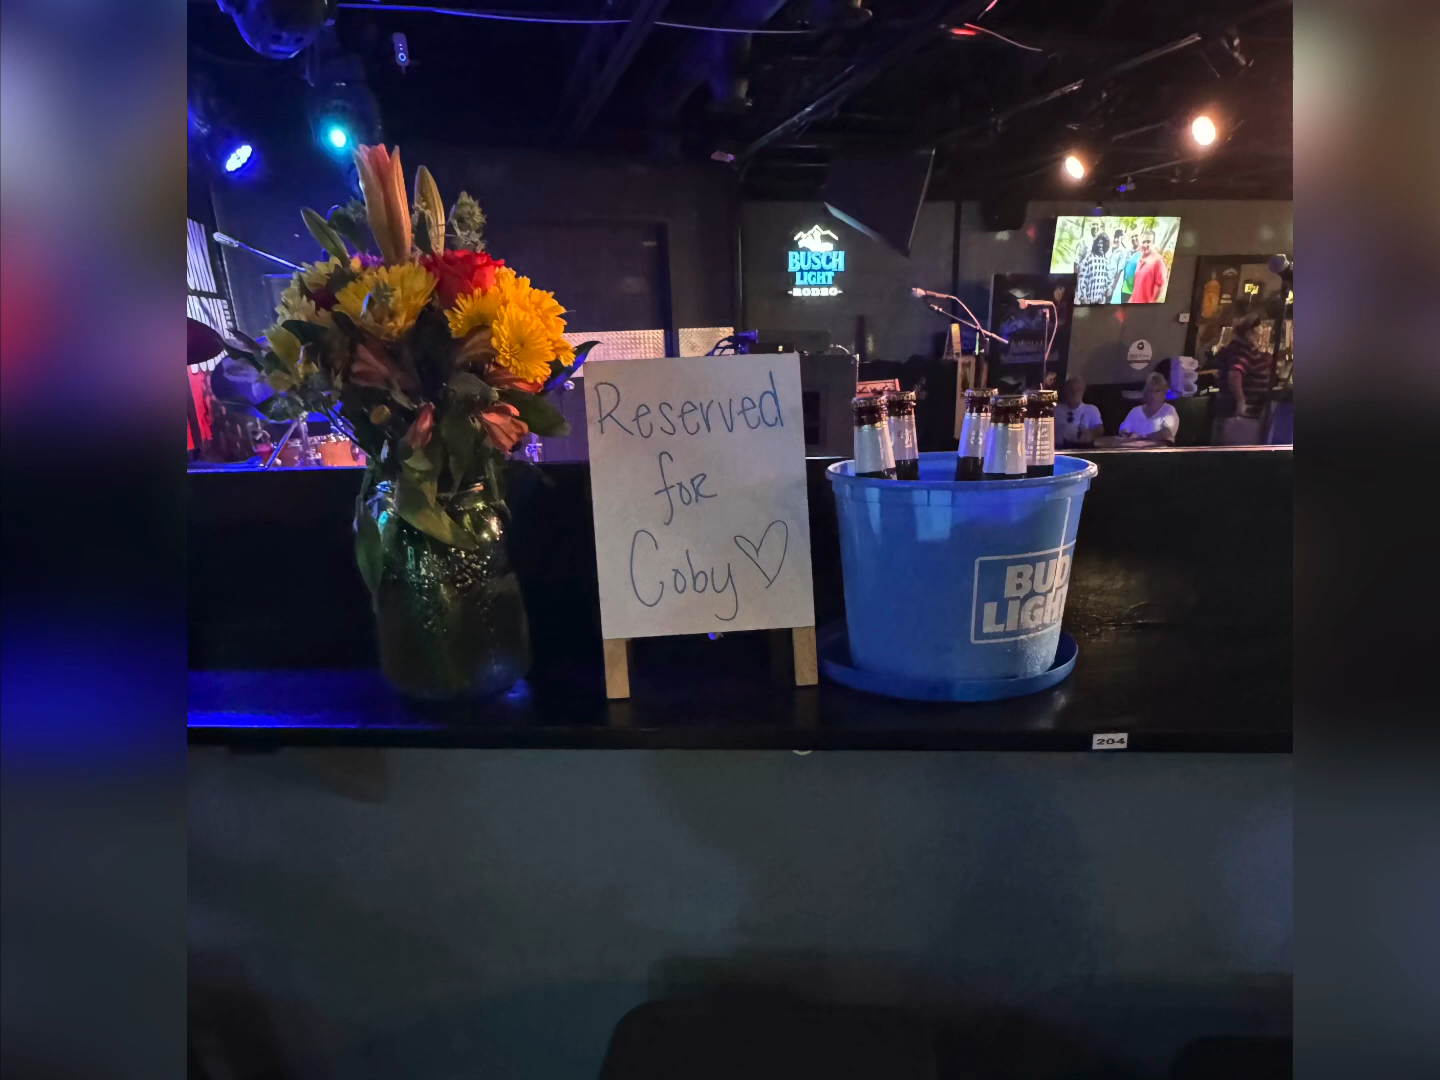 BUSCH
LIGHT
-RODEO-
Reserved
for
Coby
BUD
LIGHT
204